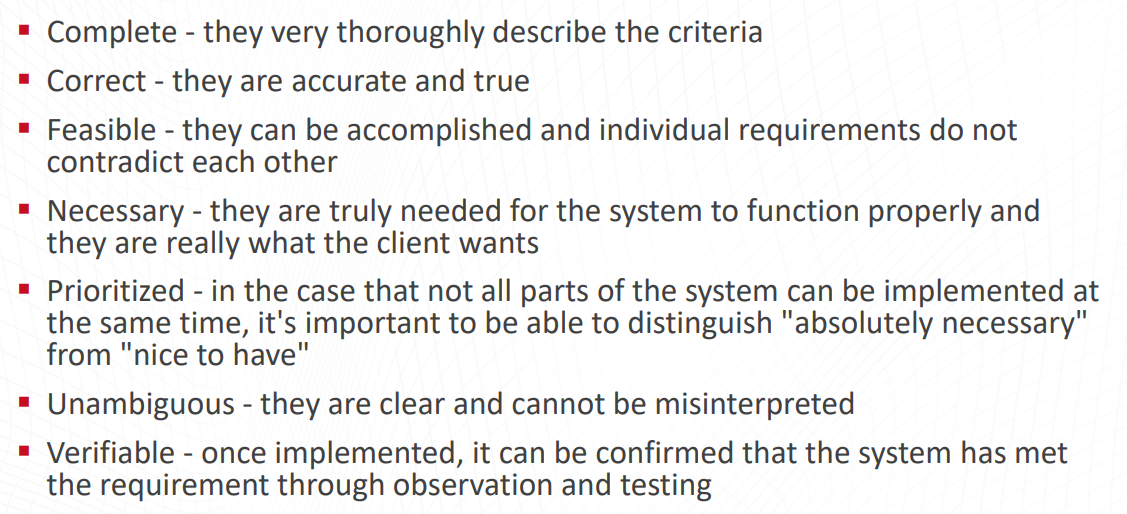 ▪ Complete - they very thoroughly describe the criteria
▪ Correct - they are accurate and true
▪ Feasible - they can be accomplished and individual requirements do not
contradict each other
▪ Necessary - they are truly needed for the system to function properly and
they are really what the client wants
▪ Prioritized - in the case that not all parts of the system can be implemented at
the same time, it's important to be able to distinguish "absolutely necessary"
from "nice to have"
▪ Unambiguous - they are clear and cannot be misinterpreted
▪ Verifiable - once implemented, it can be confirmed that the system has met
the requirement through observation and testing